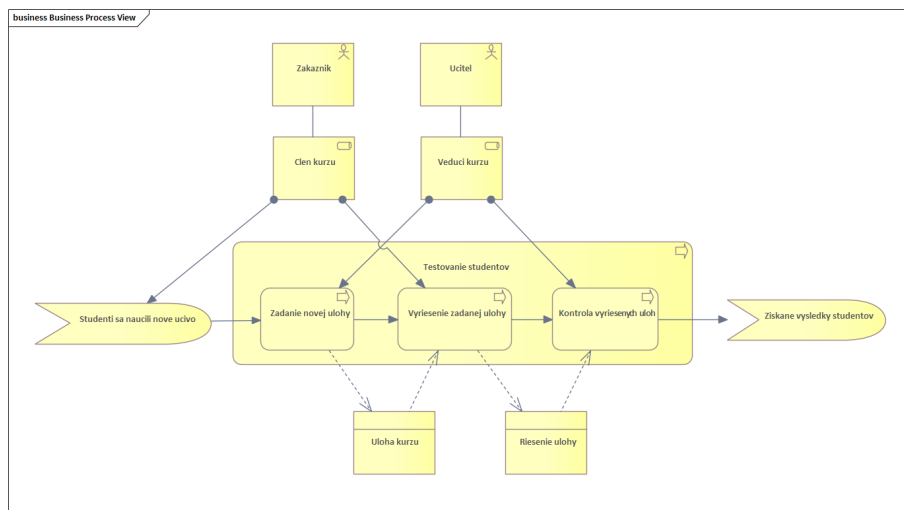 business Business Process View
Zakaznik
Ucitel
Clen kurzu
Veduci kurzu
Testovanie studentov
Studenti sa naucili nove ucivo
Zadanie novej ulohy
Vyriesenie zadanej ulohy
Kontrola vyriesenych uloh
Ziskane vysledky studentov
Uloha kurzu
Riesenie ulohy